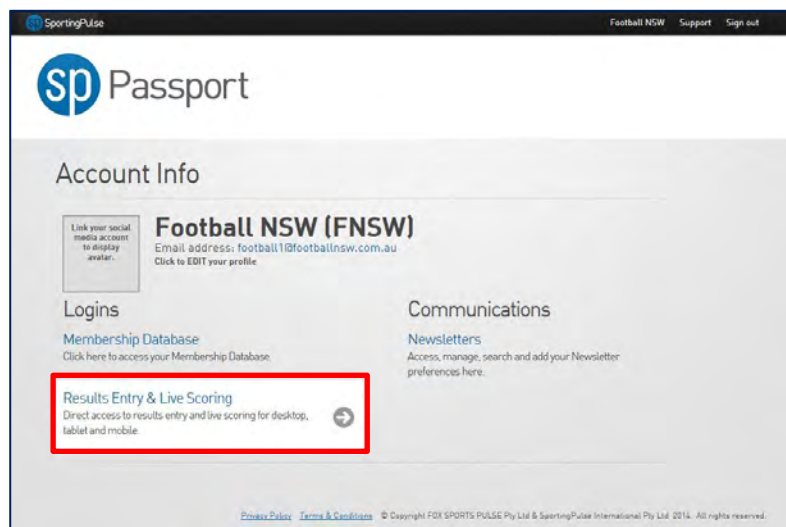 sp SportingPulse
Football NSW Support Sign out
sp Passport
Account Info
Link your social
media account
to display
avatar.
Football NSW (FNSW)
Email address: football1@footballnsw.com.au
Click to EDIT your profile
Logins
Membership Database
Click here to access your Membership Database.
Results Entry & Live Scoring
Direct access to results entry and live scoring for desktop,
tablet and mobile.
Communications
Newsletters
Access, manage, search and add your Newsletter
preferences here.
Privacy Policy Terms & Conditions © Copyright FOX SPORTS PULSE Pty Ltd & SportingPulse International Pty Ltd 2014. All rights reserved.